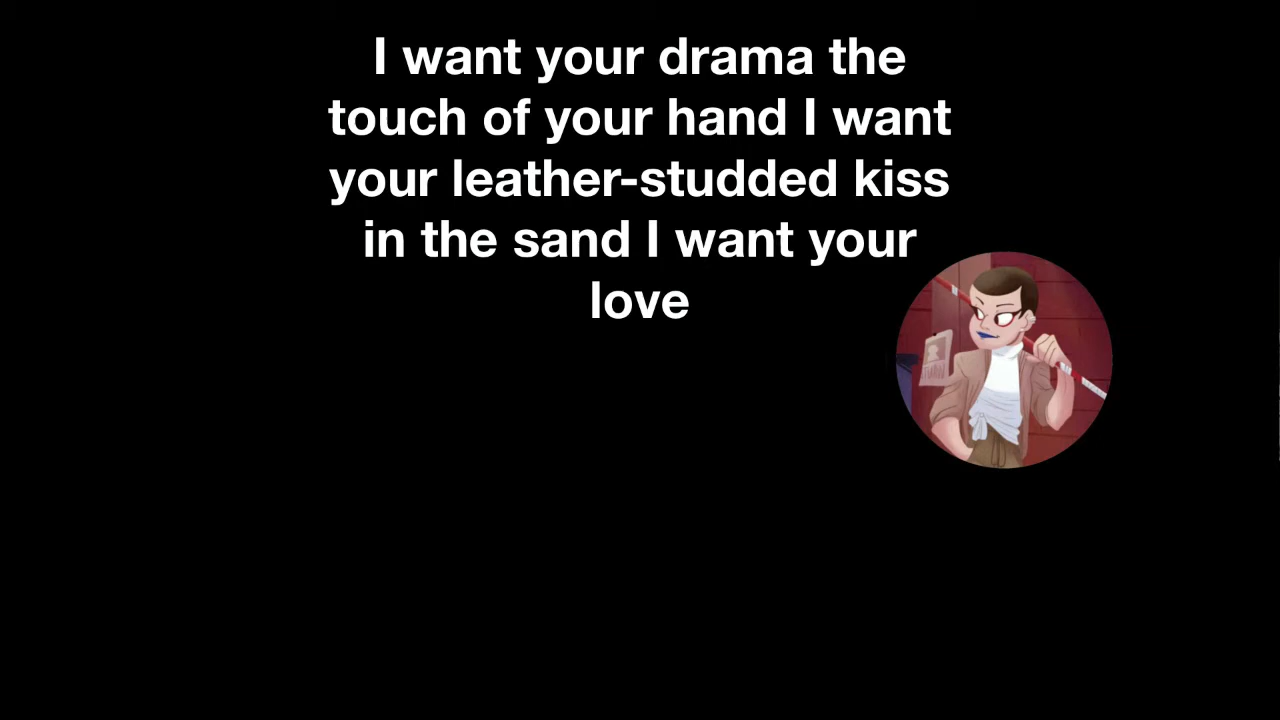 I want your drama the
touch of your hand I want
your leather-studded kiss
in the sand I want your
love